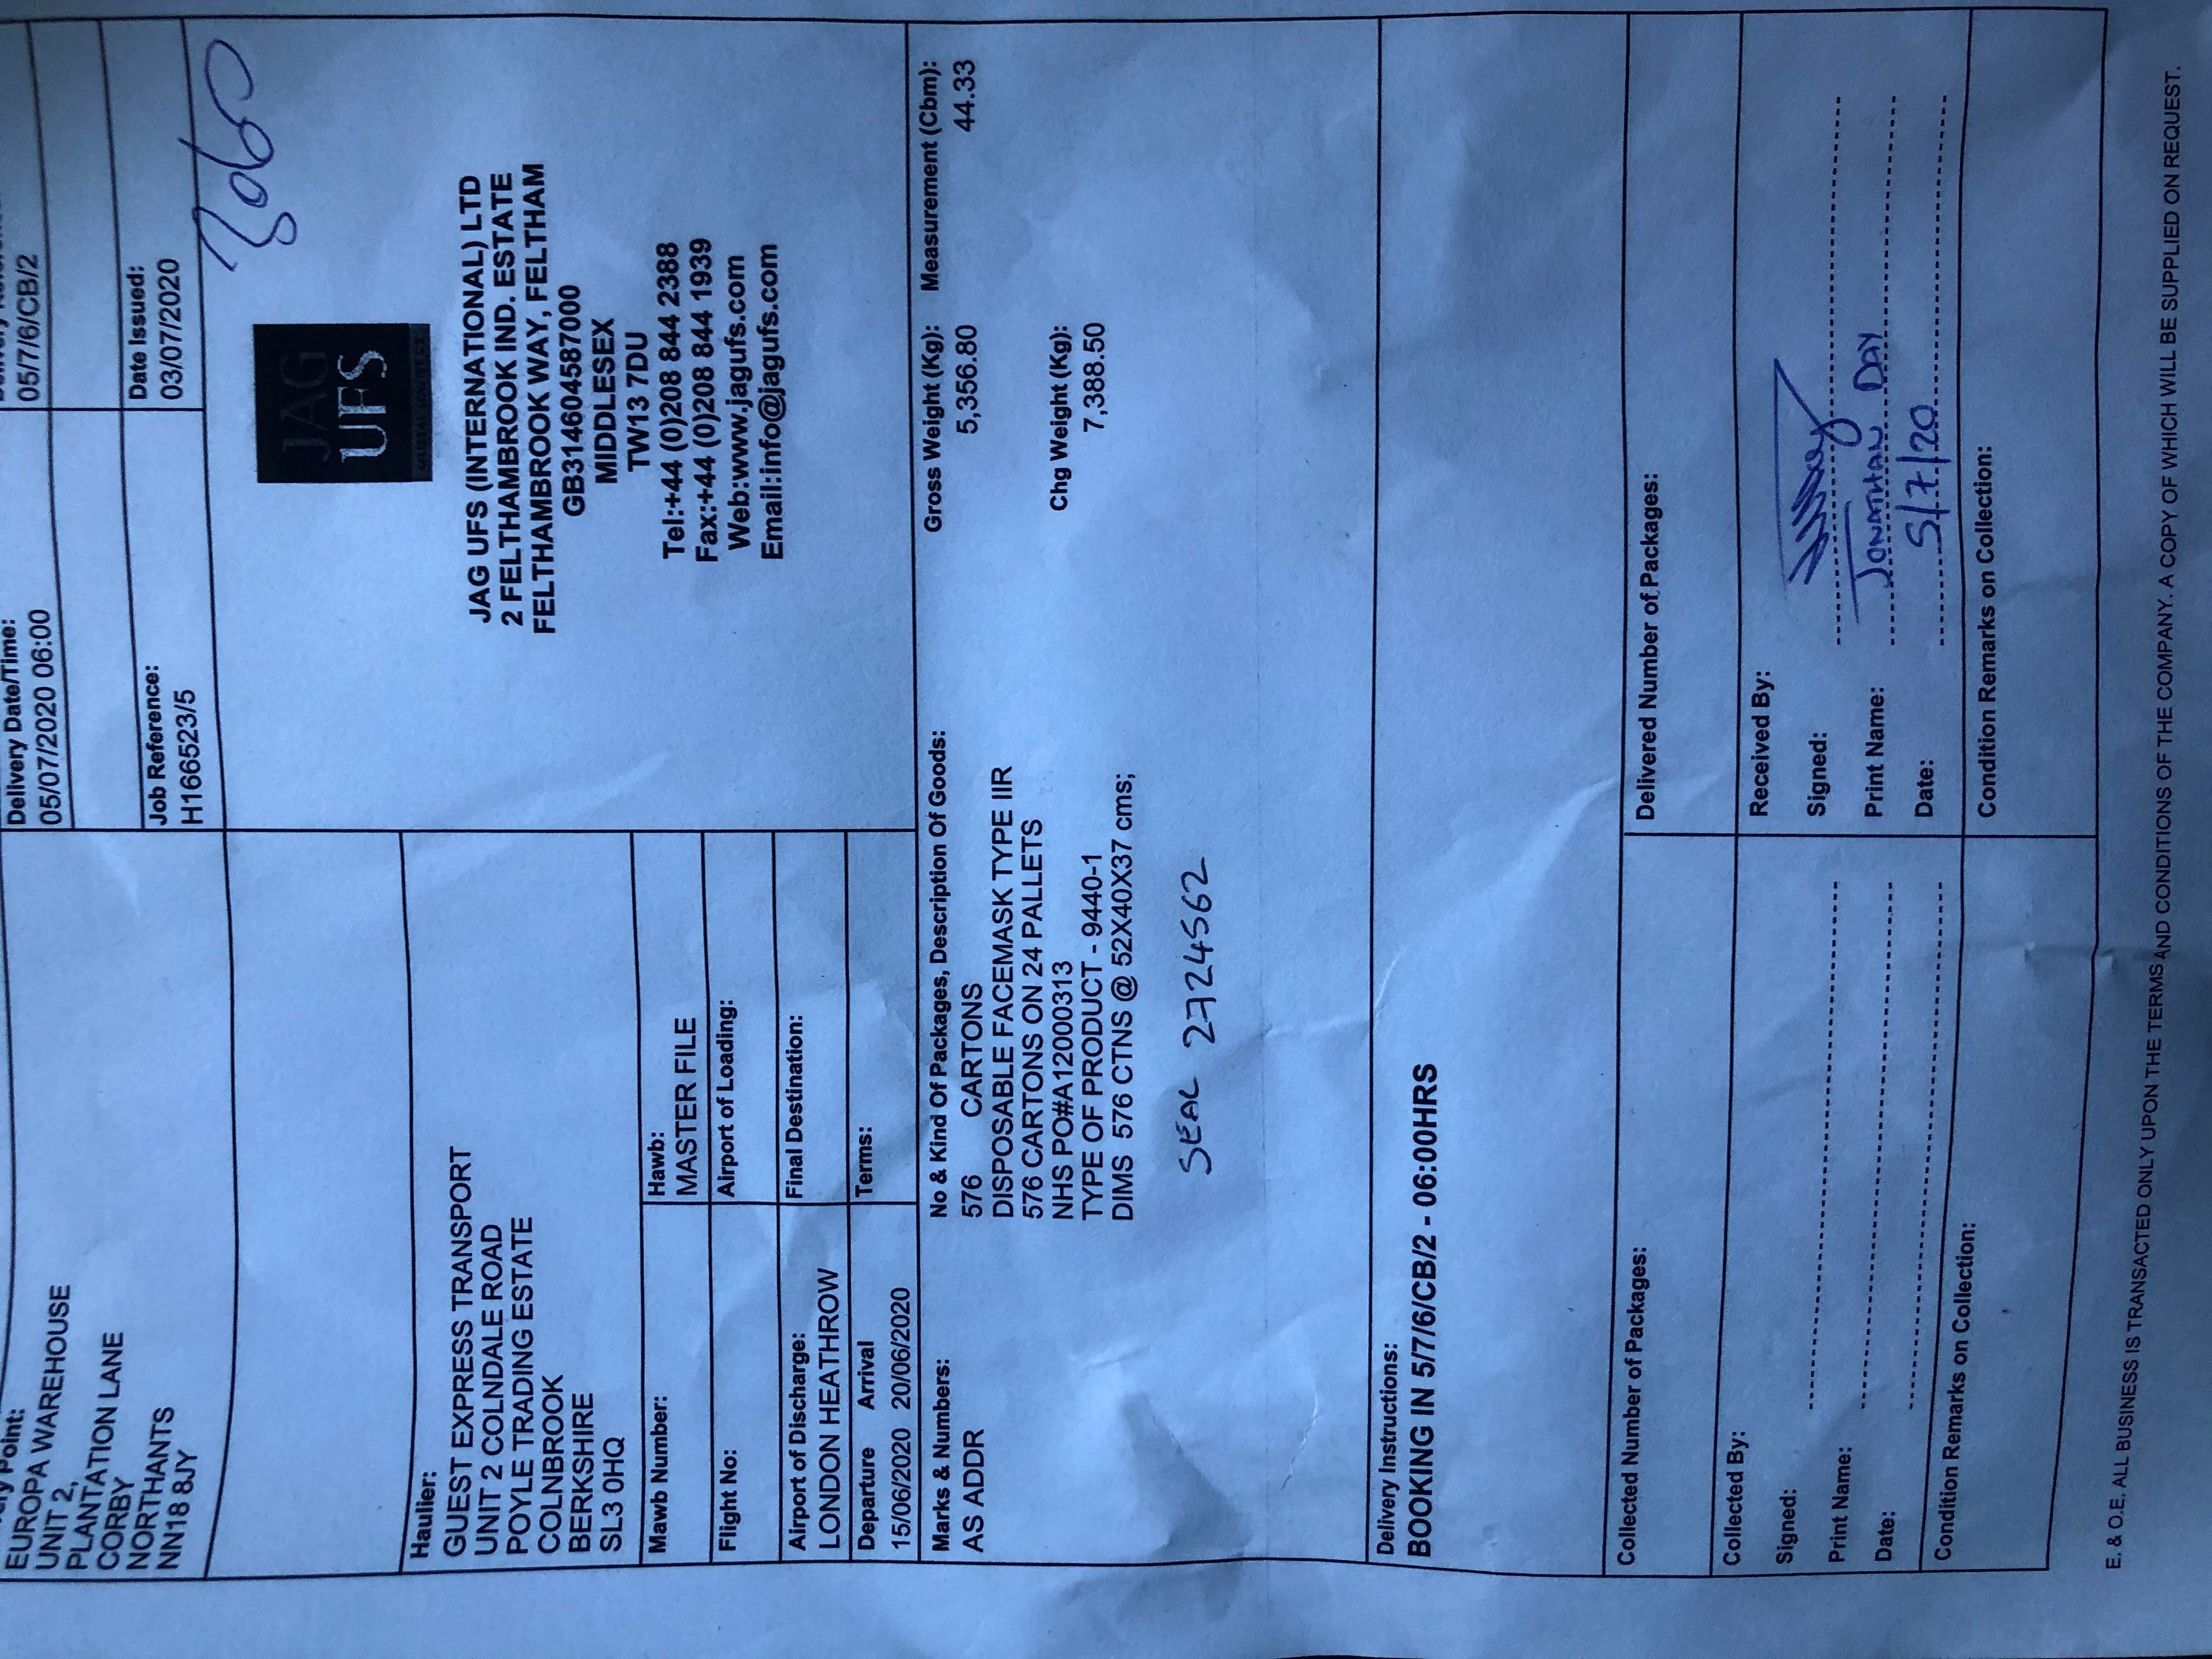 EUROPA WAREHOUSE
UNIT 2,
PLANTATION LANE
CORBY
NORTHANTS
NN18 8JY
Delivery Date/Time:
05/07/2020 06:00
05/7/6/CB/2
Job Reference:
H166523/5
Date Issued:
03/07/2020
Haulier:
GUEST EXPRESS TRANSPORT
UNIT 2 COLNDALE ROAD
POYLE TRADING ESTATE
COLNBROOK
BERKSHIRE
SL3 0HQ
JAG
UFS
JAG UFS (INTERNATIONAL) LTD
2 FELTHAMBROOK IND. ESTATE
FELTHAMBROOK WAY, FELTHAM
GB314604587000
MIDDLESEX
TW13 7DU
Tel:+44 (0)208 844 2388
Fax:+44 (0)208 844 1939
Web:www.jagufs.com
Email:info@jagufs.com
Mawb Number:
Hawb:
MASTER FILE
Flight No:
Airport of Loading:
Airport of Discharge:
LONDON HEATHROW
Final Destination:
Departure Arrival
15/06/2020 20/06/2020
Terms:
Marks & Numbers:
AS ADDR
No & Kind Of Packages, Description Of Goods:
576 CARTONS
DISPOSABLE FACEMASK TYPE IIR
576 CARTONS ON 24 PALLETS
NHS PO#A12000313
TYPE OF PRODUCT - 9440-1
DIMS 576 CTNS @ 52X40X37 cms;
SEAL 2724562
Gross Weight (Kg):
5,356.80
Measurement (Cbm):
44.33
Chg Weight (Kg):
7,388.50
Delivery Instructions:
BOOKING IN 5/7/6/CB/2 - 06:00HRS
Collected Number of Packages:
Delivered Number of Packages:
Collected By:
Signed:
Print Name:
Date:
Condition Remarks on Collection:
Received By:
Signed:
Print Name: JONATHAN DAY
Date: 5/7/20
Condition Remarks on Collection:
E. & O.E. ALL BUSINESS IS TRANSACTED ONLY UPON THE TERMS AND CONDITIONS OF THE COMPANY. A COPY OF WHICH WILL BE SUPPLIED ON REQUEST.